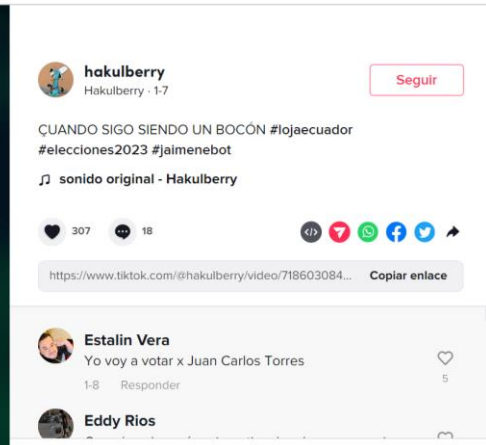 hakulberry
Hakulberry · 1-7
Seguir
ÇUANDO SIGO SIENDO UN BOCÓN #lojaecuador
#elecciones2023 #jaimenebot
sonido original - Hakulberry
307
18
https://www.tiktok.com/@hakulberry/video/718603084...
Copiar enlace
Estalin Vera
Yo voy a votar x Juan Carlos Torres
1-8 Responder
5
Eddy Rios